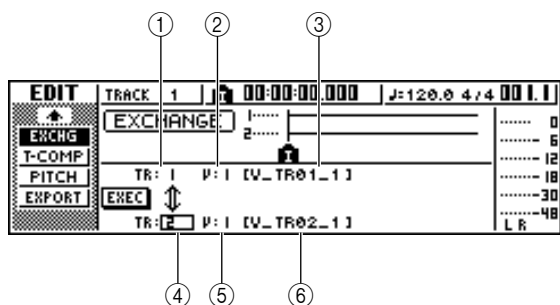 ① ② ③
EDIT TRACK 1 00:00:00.000 ♩=120.0 4/4 001.1
EXCHANGE 1 0
EXCHG 2 6
T-COMP I 12
PITCH TR:1 V:1 [V_TR01_1] 18
EXPORT EXEC 30
TR:2 V:1 [V_TR02_1] 48
L R
④ ⑤ ⑥